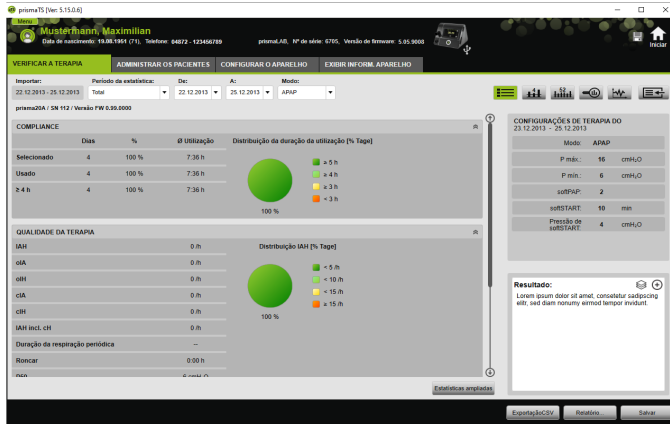 prismaTS [Ver: 5.15.0.6]
Menu
Mustermann, Maximilian
Data de nascimento: 19.08.1951 (71), Telefone: 04872 - 123456789
prismaLAB, Nº de série: 6705, Versão de firmware: 5.05.9008
Iniciar
VERIFICAR A TERAPIA
ADMINISTRAR OS PACIENTES
CONFIGURAR O APARELHO
EXIBIR INFORM. APARELHO
Importar: Período da estatística: De: A: Modo:
22.12.2013 - 25.12.2013 Total 22.12.2013 25.12.2013 APAP
prisma20A / SN 112 / Versão FW 0.99.0000
COMPLIANCE
Dias % Ø Utilização
Selecionado 4 100 % 7:36 h
Usado 4 100 % 7:36 h
≥ 4 h 4 100 % 7:36 h
Distribuição da duração da utilização [% Tage]
≥ 5 h
≥ 4 h
≥ 3 h
< 3 h
100 %
QUALIDADE DA TERAPIA
IAH 0 /h
oIA 0 /h
oIH 0 /h
cIA 0 /h
cIH 0 /h
IAH incl. cH 0 /h
Duração da respiração periódica –
Roncar 0:00 h
P50 6 cmH₂O
Distribuição IAH [% Tage]
< 5 /h
< 10 /h
< 15 /h
≥ 15 /h
100 %
Estatísticas ampliadas
CONFIGURAÇÕES DE TERAPIA DO
23.12.2013 - 25.12.2013
Modo: APAP
P máx.: 16 cmH₂O
P mín.: 6 cmH₂O
softPAP: 2
softSTART: 10 min
Pressão de
softSTART: 4 cmH₂O
Resultado:
Lorem ipsum dolor sit amet, consetetur sadipscing
elitr, sed diam nonumy eirmod tempor invidunt.
ExportaçãoCSV
Relatório...
Salvar